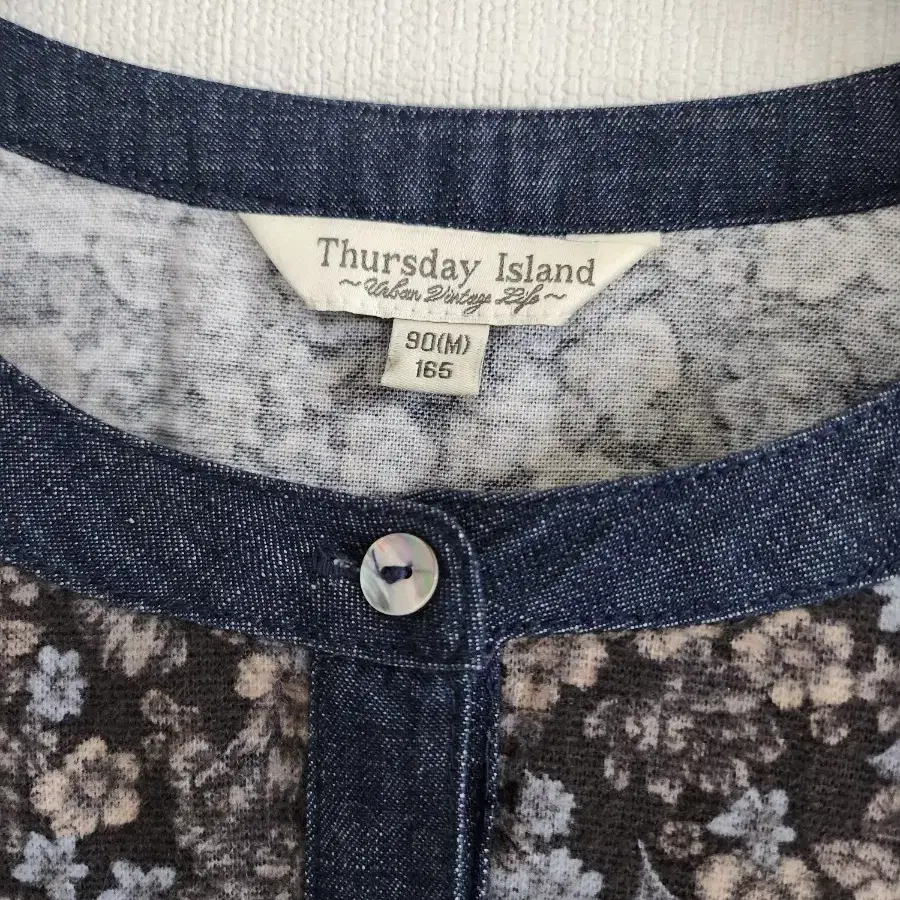 Thursday Island
~Urban Vintage Life~
90(M)
165